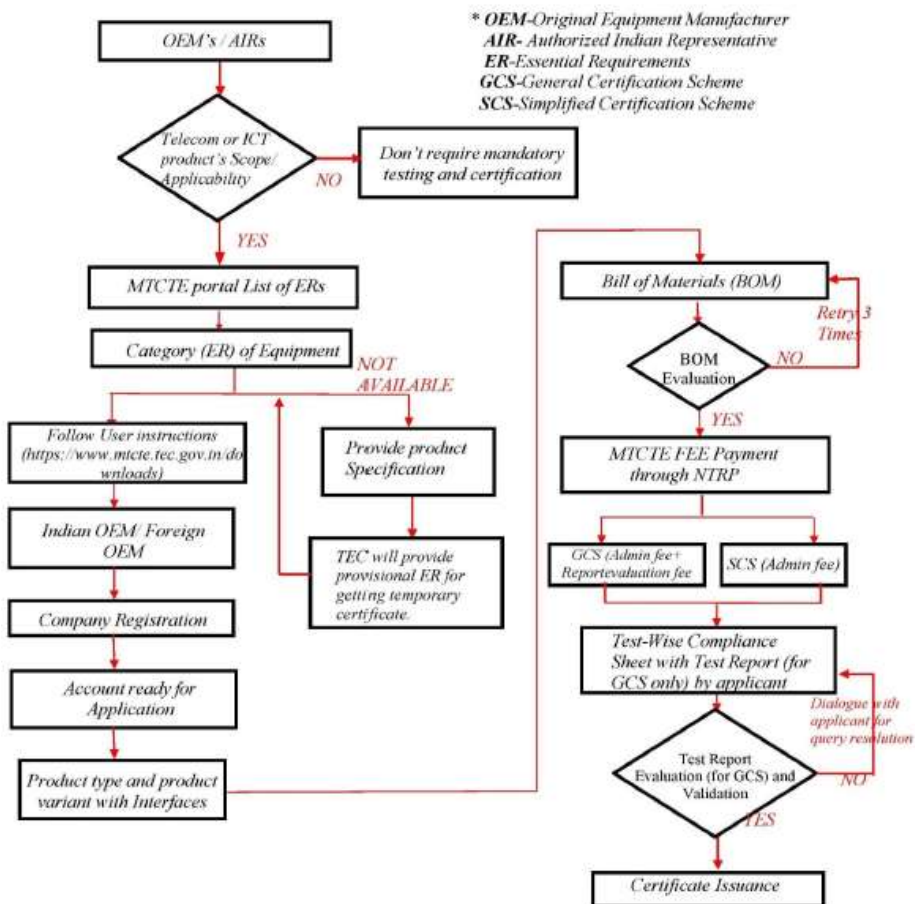 * OEM-Original Equipment Manufacturer
AIR- Authorized Indian Representative
ER-Essential Requirements
GCS-General Certification Scheme
SCS-Simplified Certification Scheme
OEM's / AIRs
Telecom or ICT
product's Scope/
Applicability
NO
Don't require mandatory
testing and certification
YES
MTCTE portal List of ERs
Category (ER) of Equipment
NOT
AVAILABLE
Follow User instructions
(https://www.mtcte.tec.gov.in/do
wnloads)
Provide product
Specification
Indian OEM/ Foreign
OEM
TEC will provide
provisional ER for
getting temporary
certificate.
Company Registration
Account ready for
Application
Product type and product
variant with Interfaces
Bill of Materials (BOM)
Retry 3
Times
BOM
Evaluation
NO
YES
MTCTE FEE Payment
through NTRP
GCS (Admin fee+
Reportevaluation fee
SCS (Admin fee)
Test-Wise Compliance
Sheet with Test Report (for
GCS only) by applicant
Dialogue with
applicant for
query resolution
Test Report
Evaluation (for GCS) and
Validation
NO
YES
Certificate Issuance